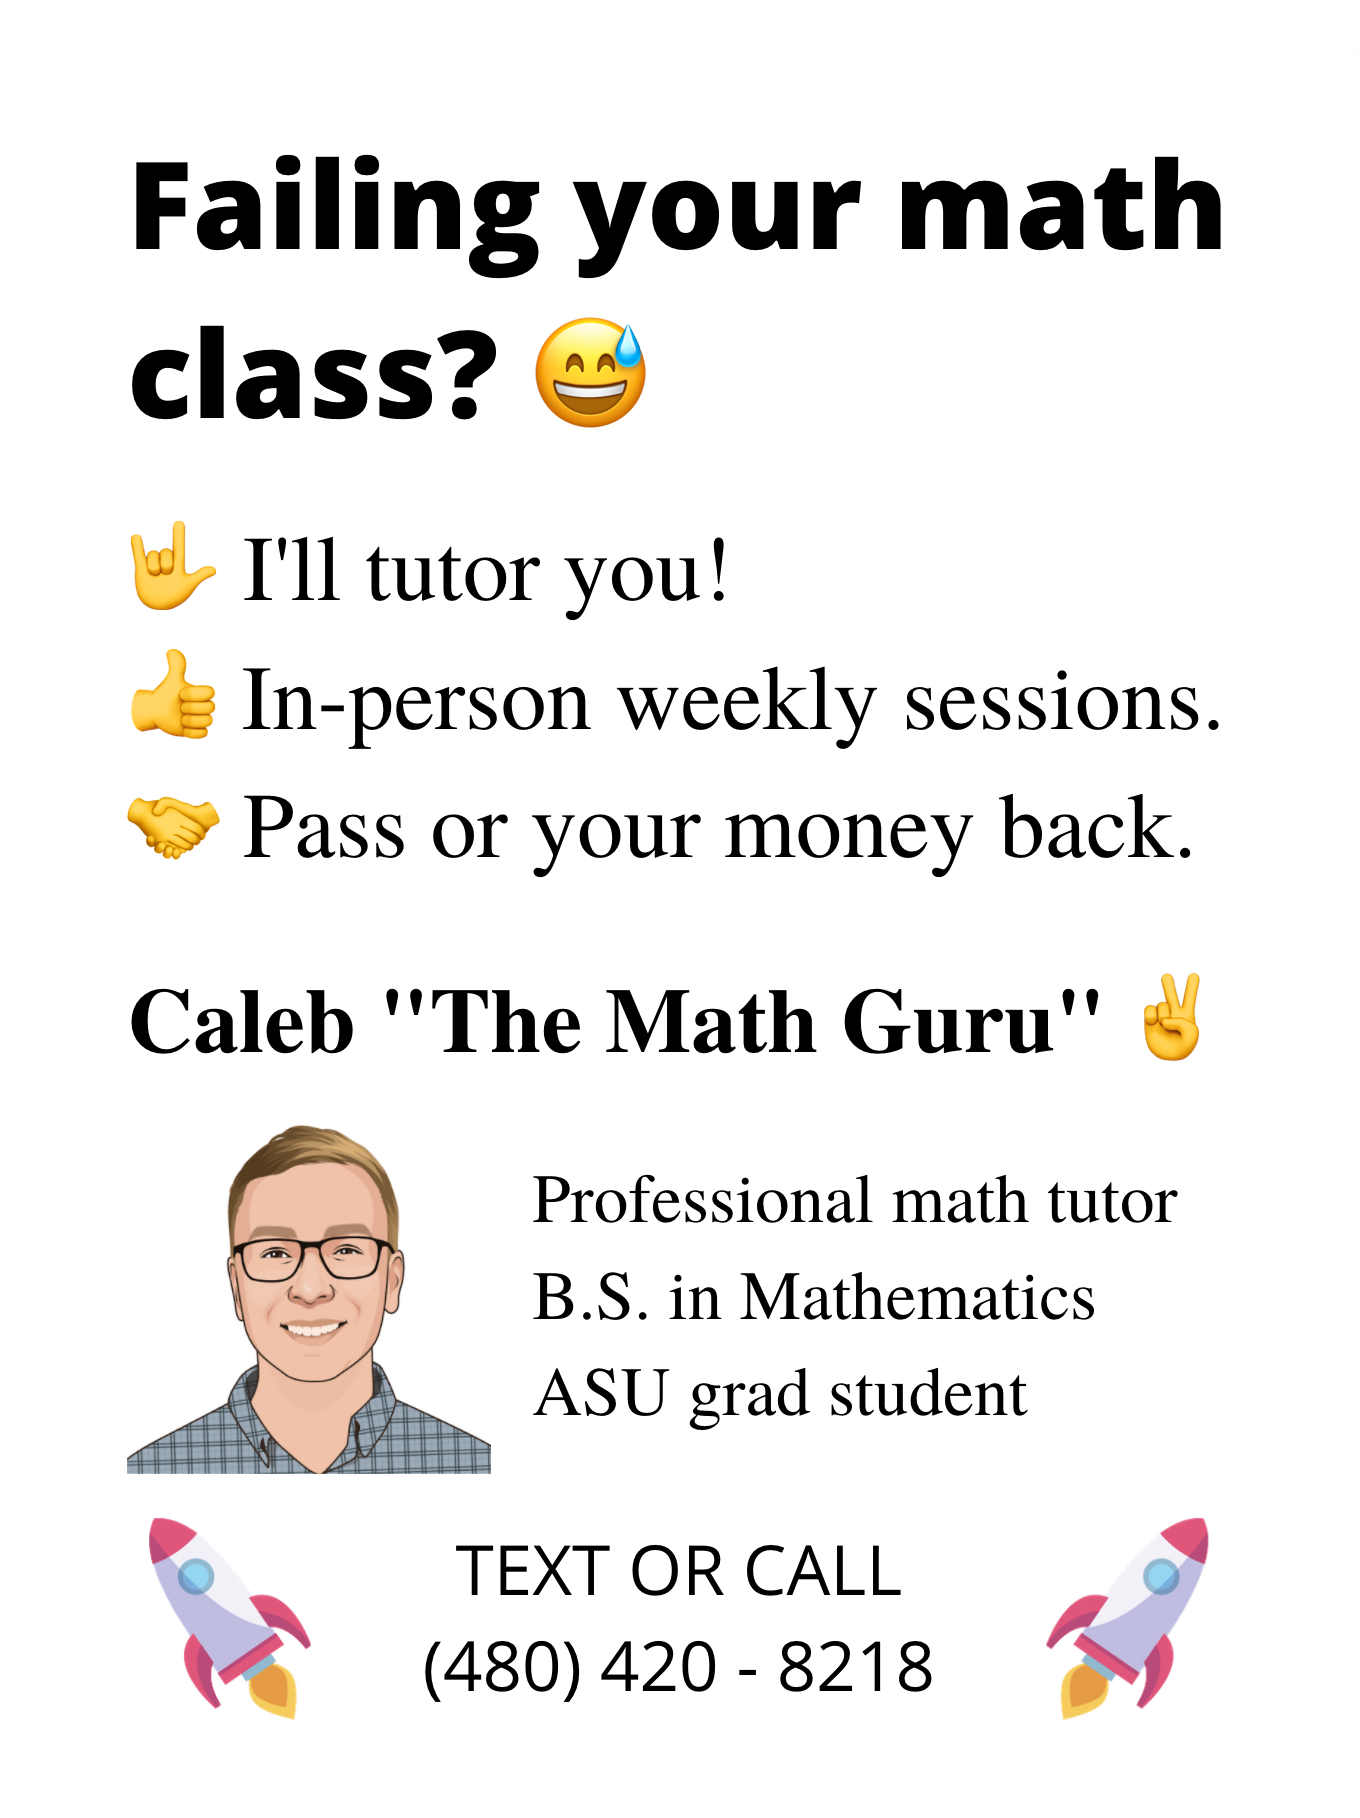 Failing your math
class? 😅
🤟 I'll tutor you!
👍 In-person weekly sessions.
🤝 Pass or your money back.
Caleb "The Math Guru" ✌️
Professional math tutor
B.S. in Mathematics
ASU grad student
TEXT OR CALL
(480) 420 - 8218